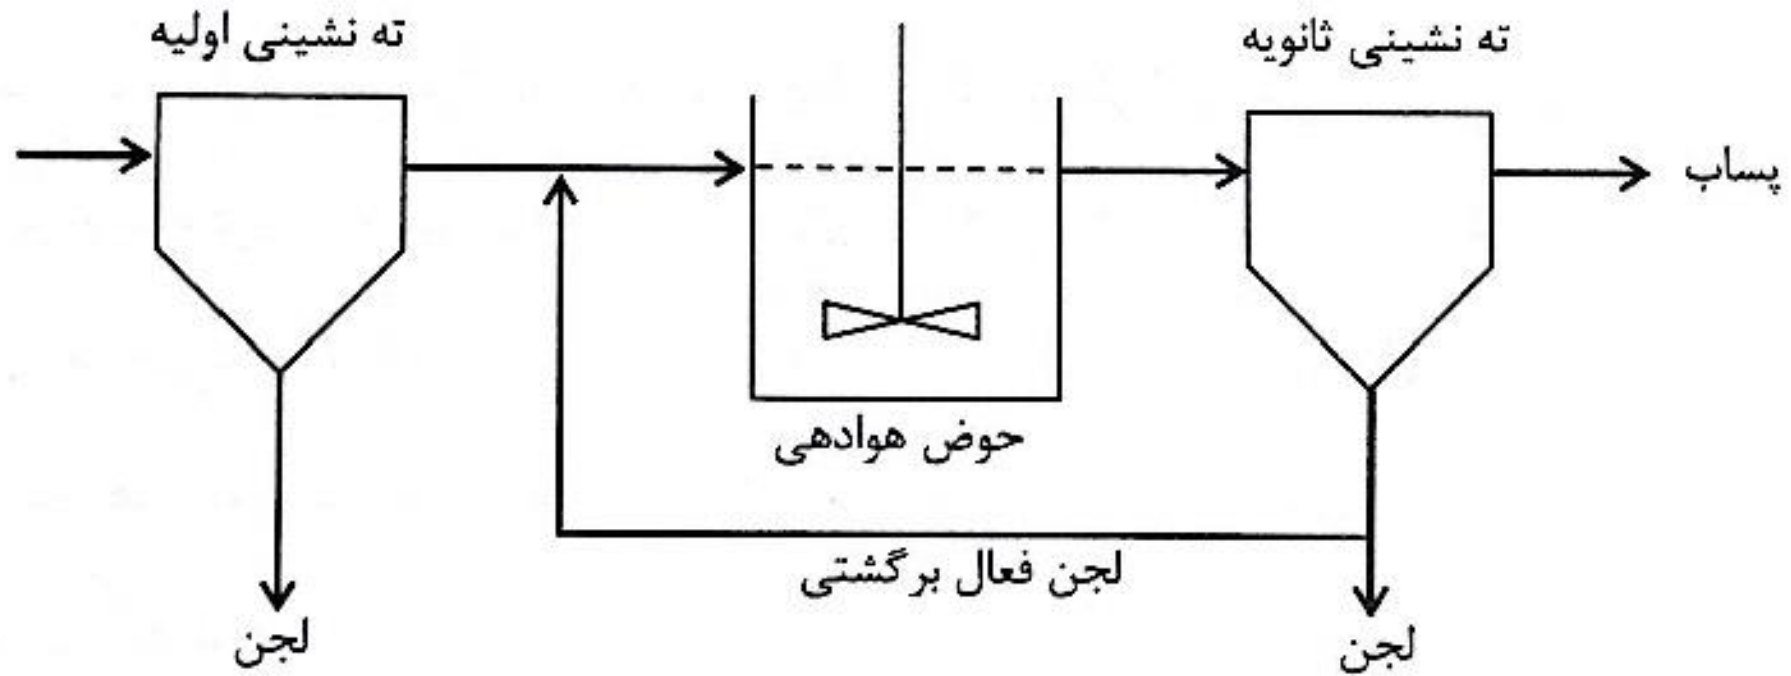 ته نشینی اولیه
ته نشینی ثانویه
پساب
حوض هوادهی
لجن فعال برگشتی
لجن
لجن